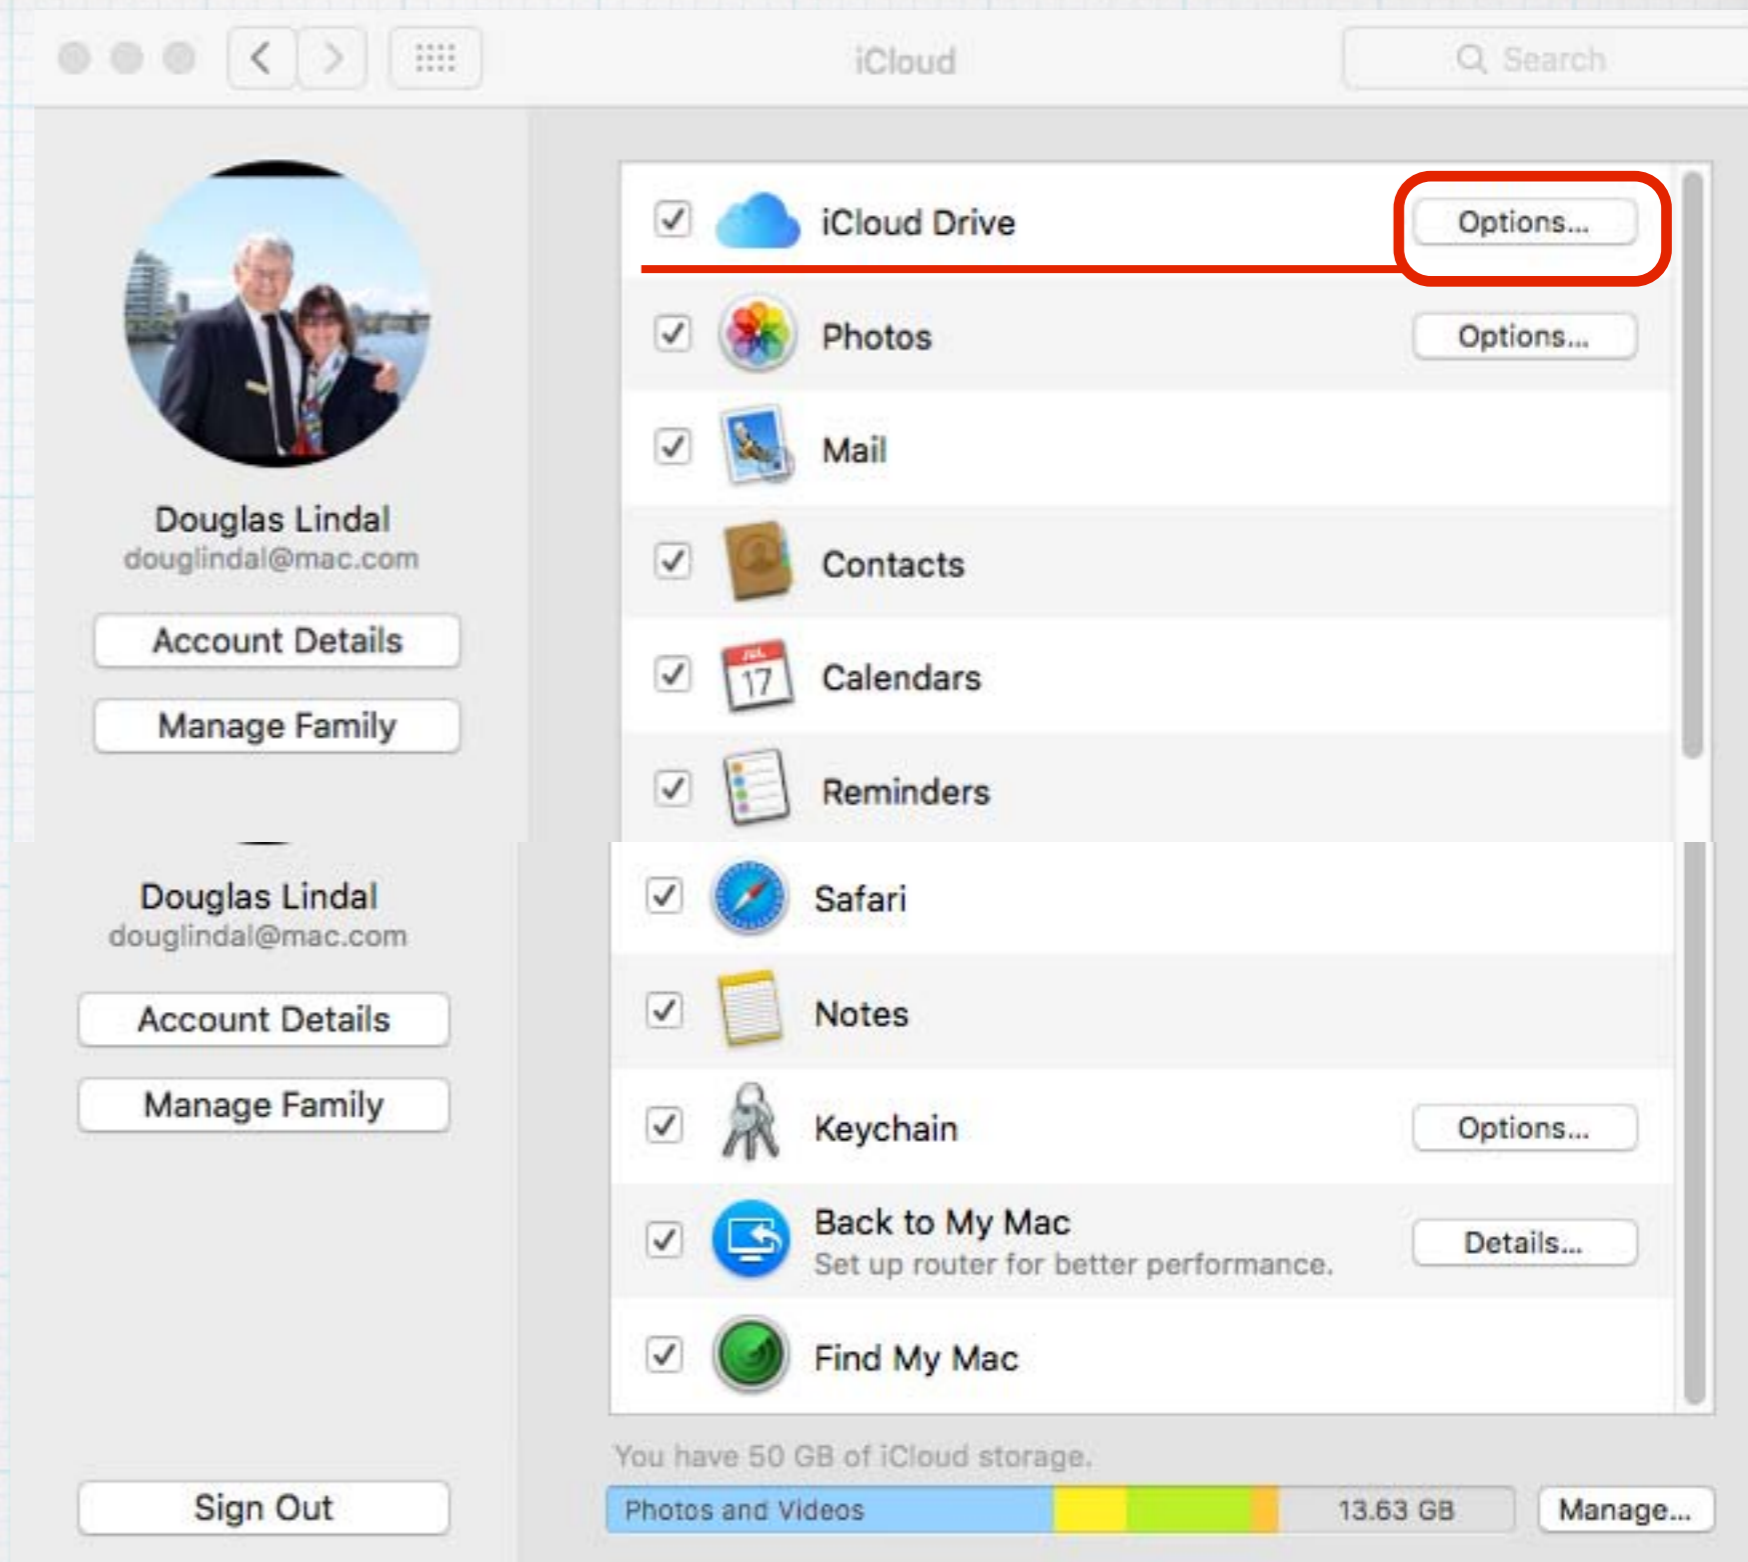 iCloud
Search
iCloud Drive
Options...
Photos
Options...
Mail
Douglas Lindal
douglindal@mac.com
Contacts
Account Details
JUL
17
Calendars
Manage Family
Reminders
Douglas Lindal
douglindal@mac.com
Safari
Account Details
Notes
Manage Family
Keychain
Options...
Back to My Mac
Set up router for better performance.
Details...
Find My Mac
You have 50 GB of iCloud storage.
Sign Out
Photos and Videos
13.63 GB
Manage...